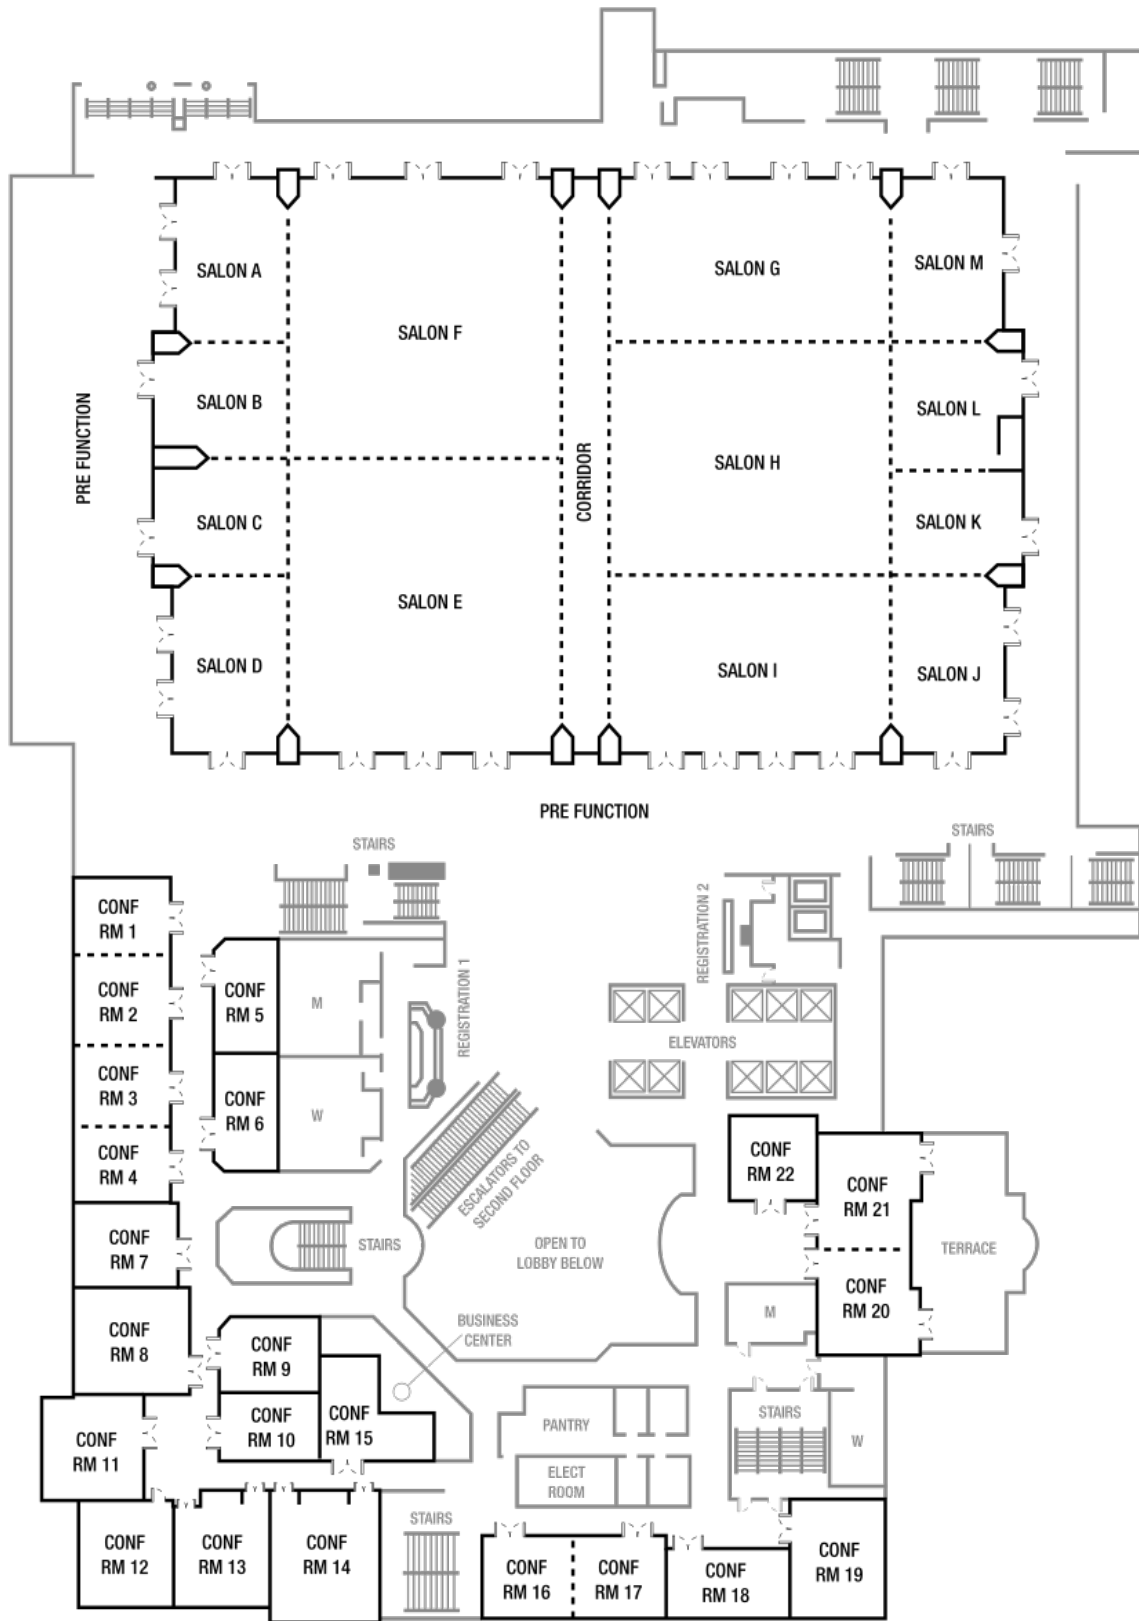 SALON A
SALON F
SALON G
SALON M
SALON B
SALON L
PRE FUNCTION
CORRIDOR
SALON H
SALON C
SALON K
SALON E
SALON D
SALON I
SALON J
PRE FUNCTION
STAIRS
STAIRS
CONF
RM 1
CONF
RM 2
CONF
RM 3
CONF
RM 4
CONF
RM 5
CONF
RM 6
M
W
REGISTRATION 1
REGISTRATION 2
ELEVATORS
ESCALATORS TO
SECOND FLOOR
CONF
RM 22
CONF
RM 21
CONF
RM 20
TERRACE
CONF
RM 7
STAIRS
OPEN TO
LOBBY BELOW
M
CONF
RM 8
CONF
RM 9
BUSINESS
CENTER
CONF
RM 10
CONF
RM 15
CONF
RM 11
PANTRY
ELECT
ROOM
STAIRS
W
CONF
RM 12
CONF
RM 13
CONF
RM 14
STAIRS
CONF
RM 16
CONF
RM 17
CONF
RM 18
CONF
RM 19